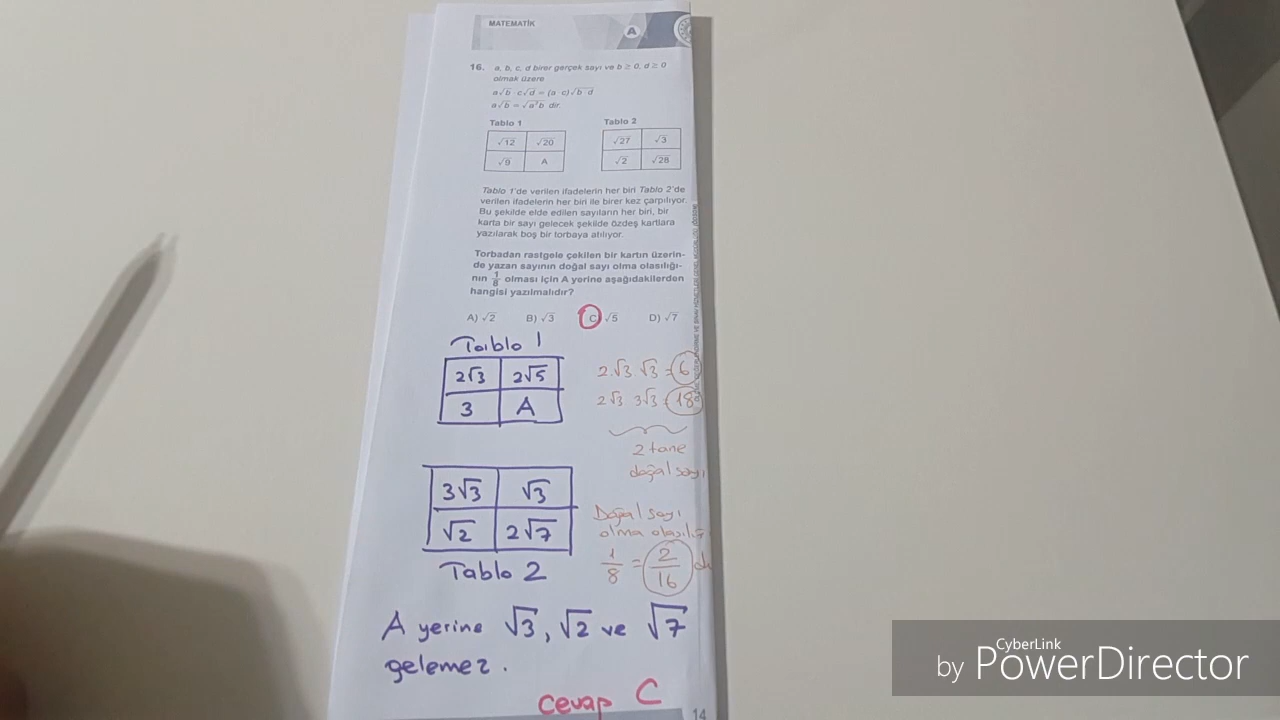 MATEMATİK
A
16. a, b, c, d birer gerçek sayı ve b ≥ 0, d ≥ 0
olmak üzere
a√b · c√d = (a · c)√b · d
a√b = √a²b dir.
Tablo 1 Tablo 2
√12 √20 √27 √3
√9 A √2 √28
Tablo 1'de verilen ifadelerin her biri Tablo 2'de
verilen ifadelerin her biri ile birer kez çarpılıyor.
Bu şekilde elde edilen sayıların her biri, bir
karta bir sayı gelecek şekilde özdeş kartlara
yazılarak boş bir torbaya atılıyor.
Torbadan rastgele çekilen bir kartın üzerin-
de yazan sayının doğal sayı olma olasılığı-
nın 1/8 olması için A yerine aşağıdakilerden
hangisi yazılmalıdır?
A) √2 B) √3 C) √5 D) √7
Tablo 1
2√3 2√5
3 A
2.√3 √3 = 6
2√3 3√3 = 18
2 tane
doğal sayı
3√3 √3
√2 2√7
Tablo 2
Doğal sayı
olma olasılığı
1/8 = 2/16 dır
A yerine √3, √2 ve √7
gelemez.
cevap C
14
CyberLink
by PowerDirector